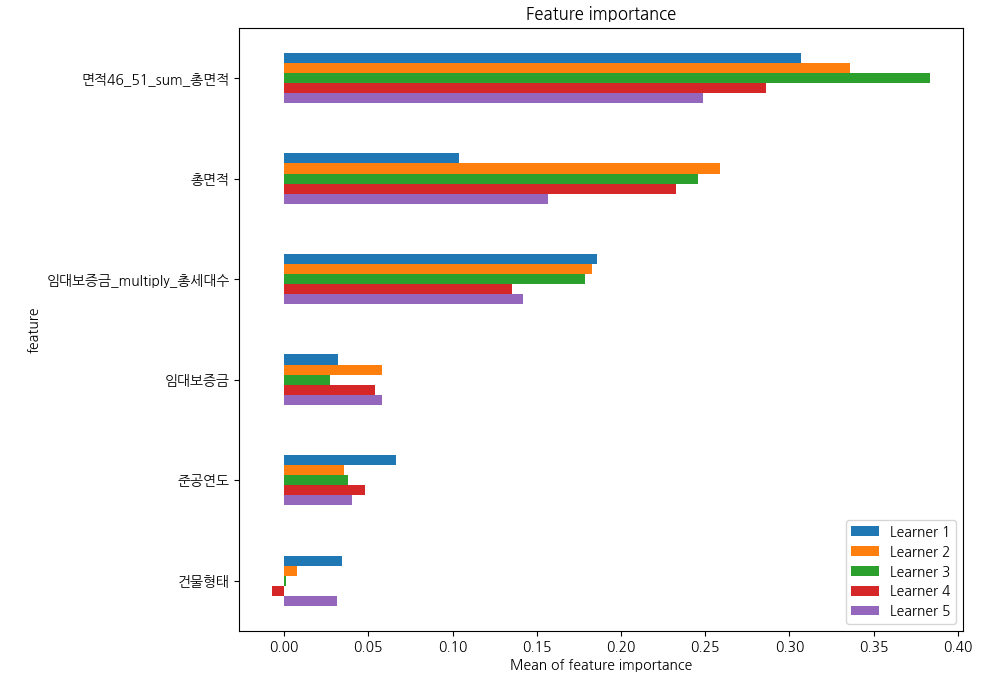 Feature importance
면적46_51_sum_총면적
총면적
임대보증금_multiply_총세대수
임대보증금
준공연도
건물형태
feature
Learner 1
Learner 2
Learner 3
Learner 4
Learner 5
0.00 0.05 0.10 0.15 0.20 0.25 0.30 0.35 0.40
Mean of feature importance